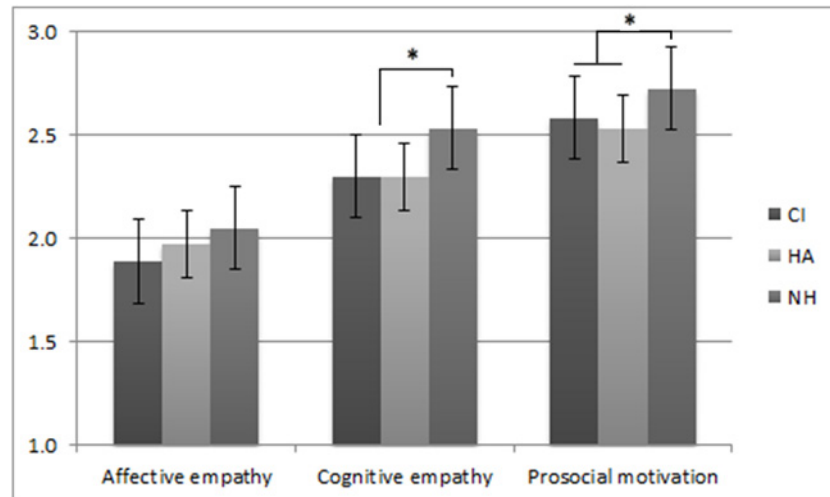 3.0
2.5
2.0
1.5
1.0
*
*
Affective empathy
Cognitive empathy
Prosocial motivation
CI
HA
NH